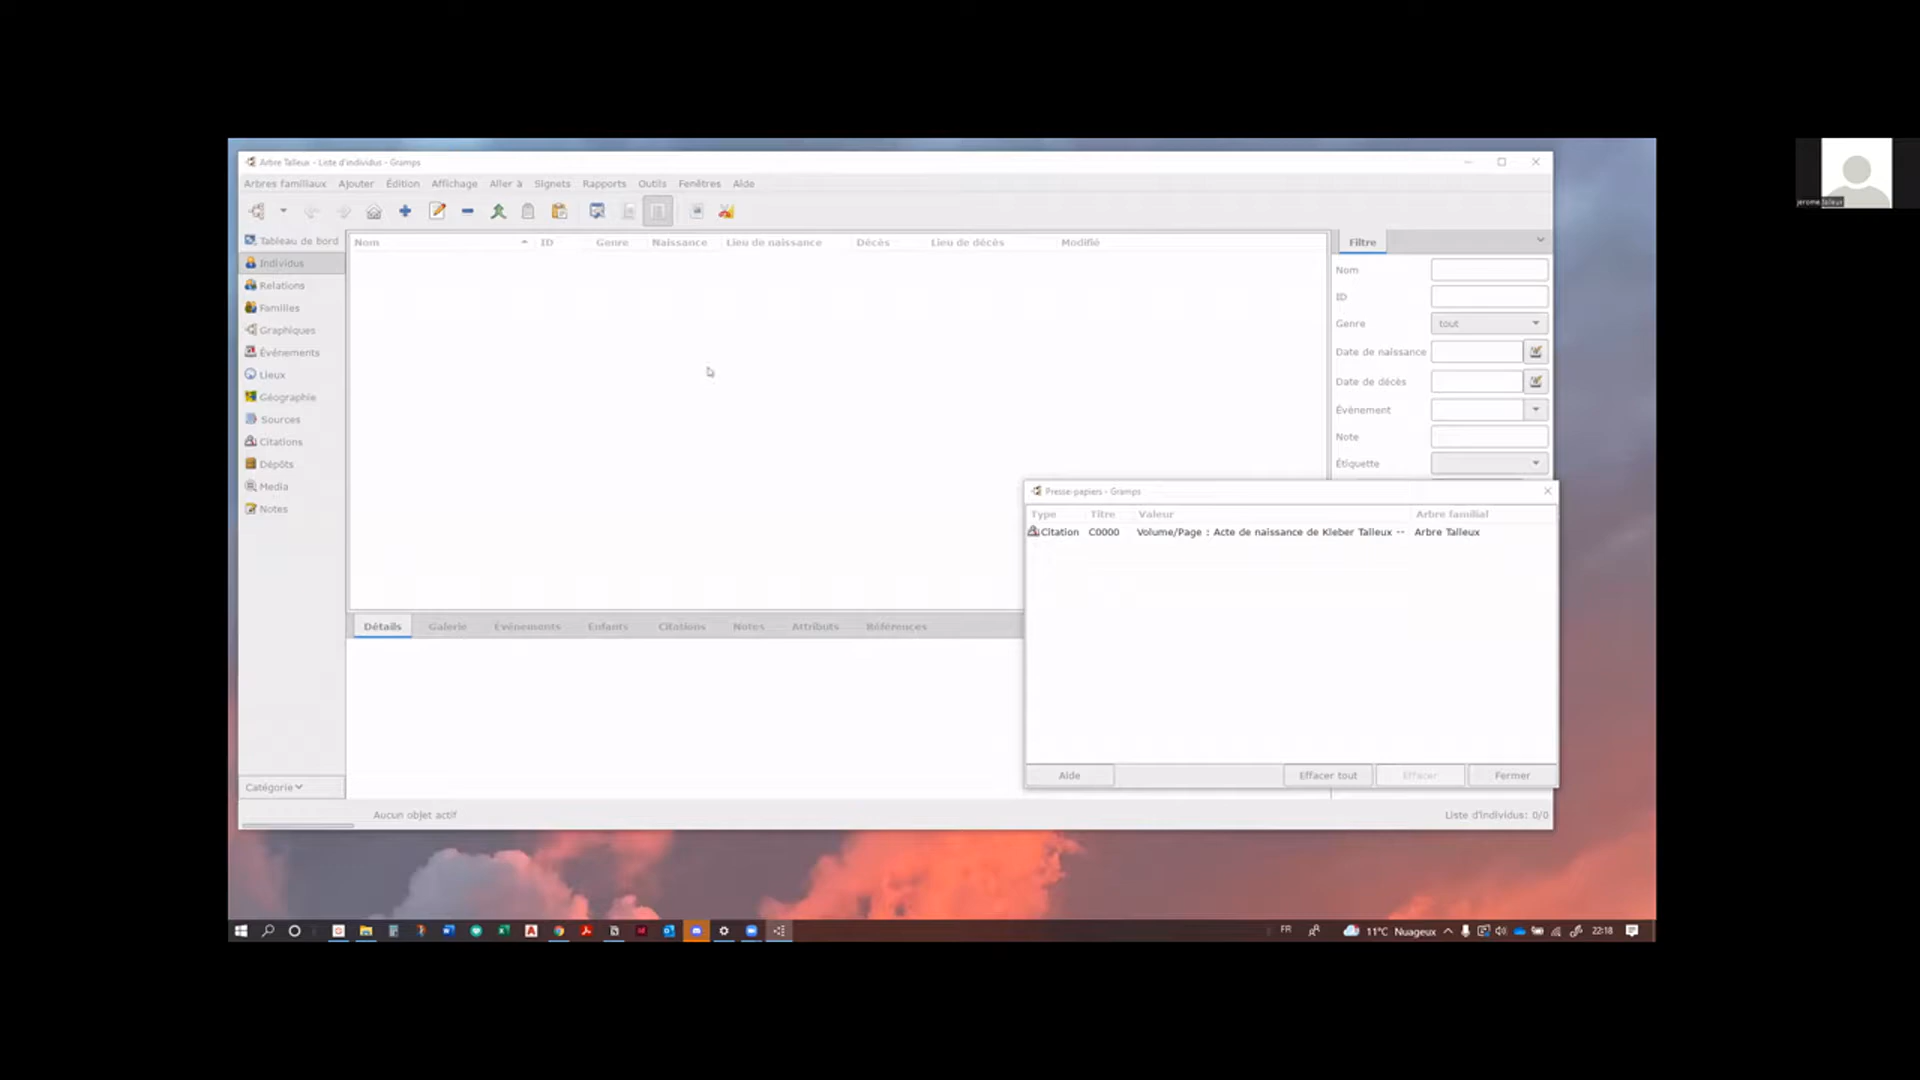 Arbre Talleux - Liste d'individus - Gramps
Arbres familiaux Ajouter Édition Affichage Aller à Signets Rapports Outils Fenêtres Aide
Tableau de bord
Individus
Relations
Familles
Graphiques
Événements
Lieux
Géographie
Sources
Citations
Dépôts
Media
Notes
Catégorie
Nom ID Genre Naissance Lieu de naissance Décès Lieu de décès Modifié
Filtre
Nom
ID
Genre tout
Date de naissance
Date de décès
Évènement
Note
Étiquette
Presse-papiers - Gramps
Type Titre Valeur Arbre familial
Citation C0000 Volume/Page : Acte de naissance de Kleber Talleux -- Arbre Talleux
Aide Effacer tout Effacer Fermer
Détails Galerie Événements Enfants Citations Notes Attributs Références
Aucun objet actif
Liste d'individus: 0/0
FR 11°C Nuageux 22:18